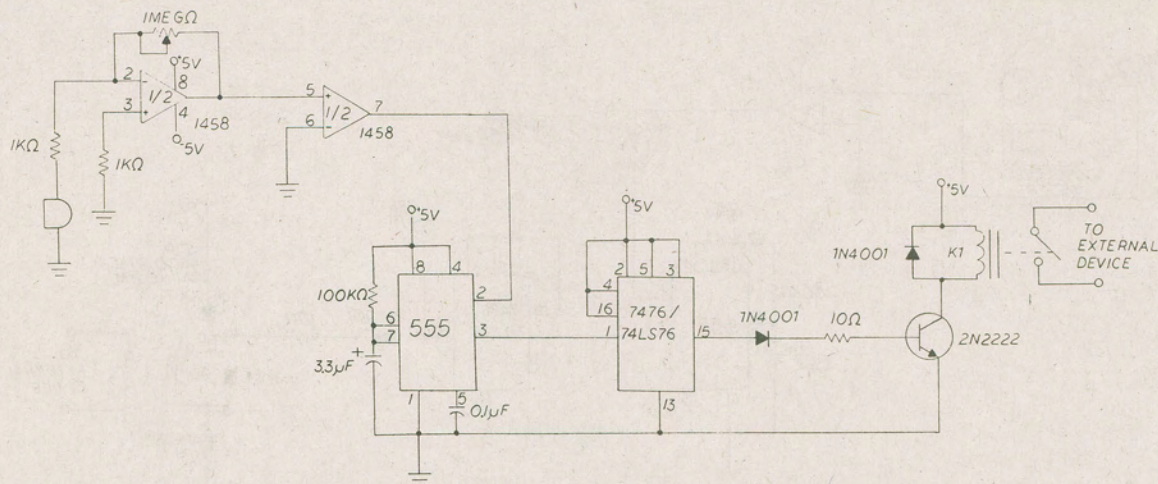 1MEGΩ
+5V
2
-
8
1/2
3
+
4
1458
-5V
1KΩ
1KΩ
5
+
1/2
7
6
-
1458
+5V
8
4
100KΩ
2
6
555
7
3
+
3.3µF
1
5
0.1µF
+5V
2
5
3
4
16
7476/
1
74LS76
15
13
1N4001
10Ω
+5V
1N4001
K1
2N2222
TO
EXTERNAL
DEVICE